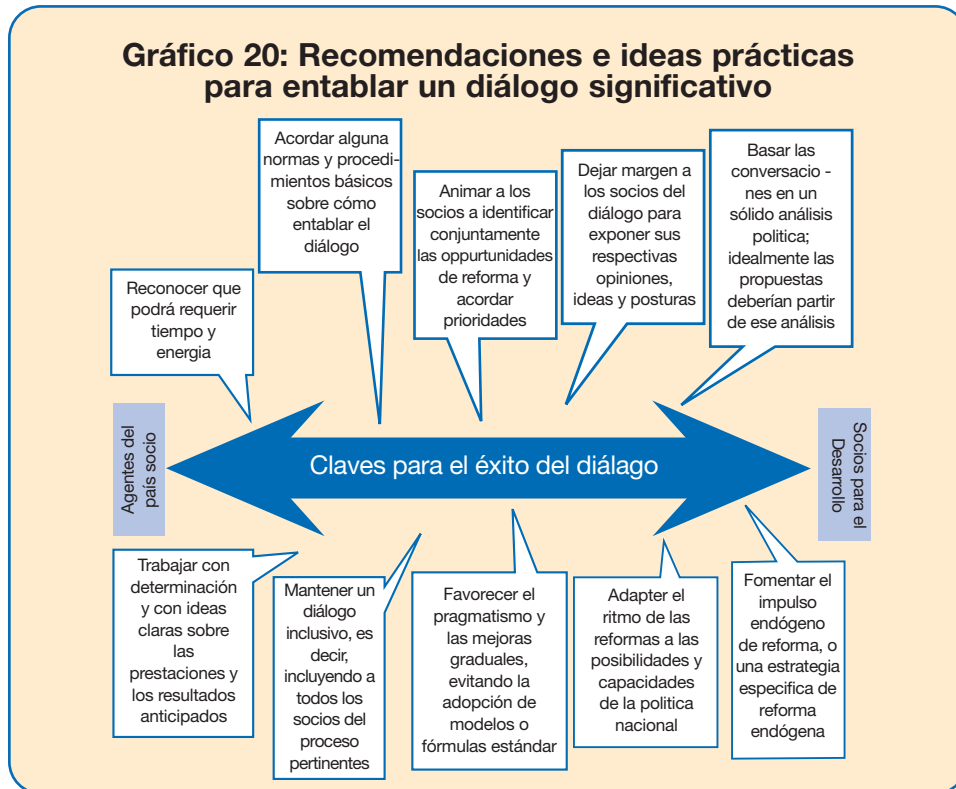 Gráfico 20: Recomendaciones e ideas prácticas
para entablar un diálogo significativo
Reconocer que
podrá requerir
tiempo y
energia
Acordar alguna
normas y procedi-
mientos básicos
sobre cómo
entablar el
diálogo
Animar a los
socios a identificar
conjuntamente
las oppurtunidades
de reforma y
acordar
prioridades
Dejar margen a
los socios del
diálogo para
exponer sus
respectivas
opiniones,
ideas y posturas
Basar las
conversacio - 
nes en un
sólido análisis
politica;
idealmente las
propuestas
deberían partir
de ese análisis
Agentes del
país socio
Claves para el éxito del diálago
Socios para el
Desarrollo
Trabajar con
determinación
y con ideas
claras sobre
las
prestaciones y
los resultados
anticipados
Mantener un
diálogo
inclusivo, es
decir,
incluyendo a
todos los
socios del
proceso
pertinentes
Favorecer el
pragmatismo y
las mejoras
graduales,
evitando la
adopción de
modelos o
fórmulas estándar
Adapter el
ritmo de las
reformas a las
posibilidades y
capacidades
de la politica
nacional
Fomentar el
impulso
endógeno
de reforma, o
una estrategia
especifica de
reforma
endógena